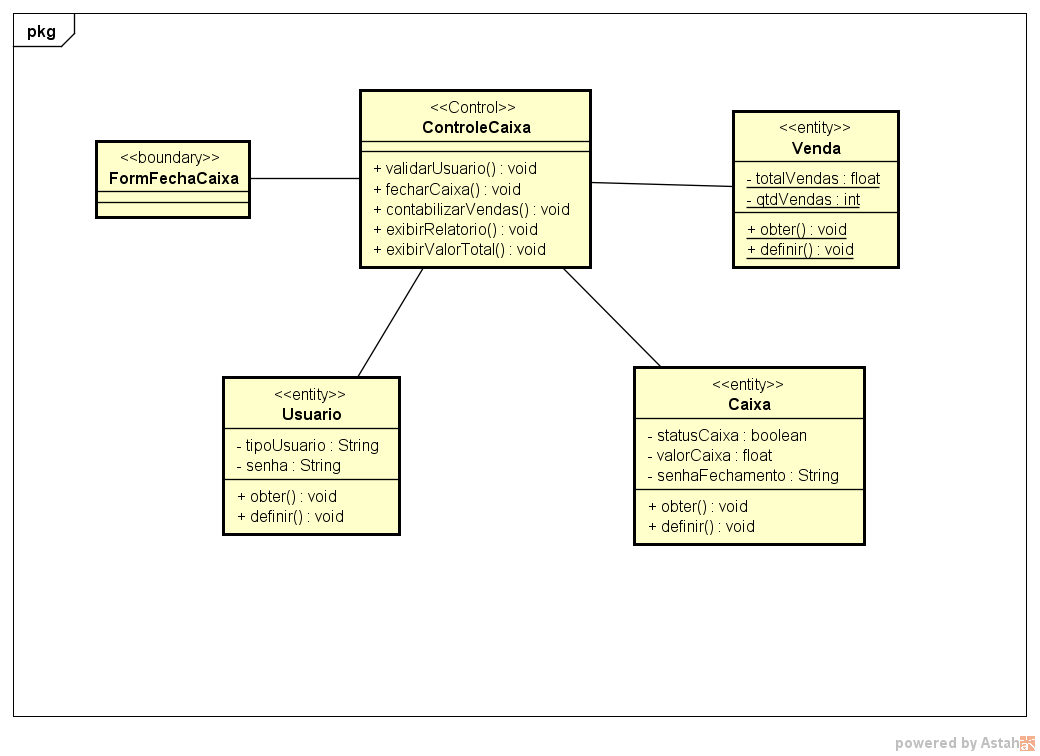 pkg
<<boundary>>
FormFechaCaixa
<<Control>>
ControleCaixa
+ validarUsuario() : void
+ fecharCaixa() : void
+ contabilizarVendas() : void
+ exibirRelatorio() : void
+ exibirValorTotal() : void
<<entity>>
Venda
- totalVendas : float
- qtdVendas : int
+ obter() : void
+ definir() : void
<<entity>>
Usuario
- tipoUsuario : String
- senha : String
+ obter() : void
+ definir() : void
<<entity>>
Caixa
- statusCaixa : boolean
- valorCaixa : float
- senhaFechamento : String
+ obter() : void
+ definir() : void
powered by Astah